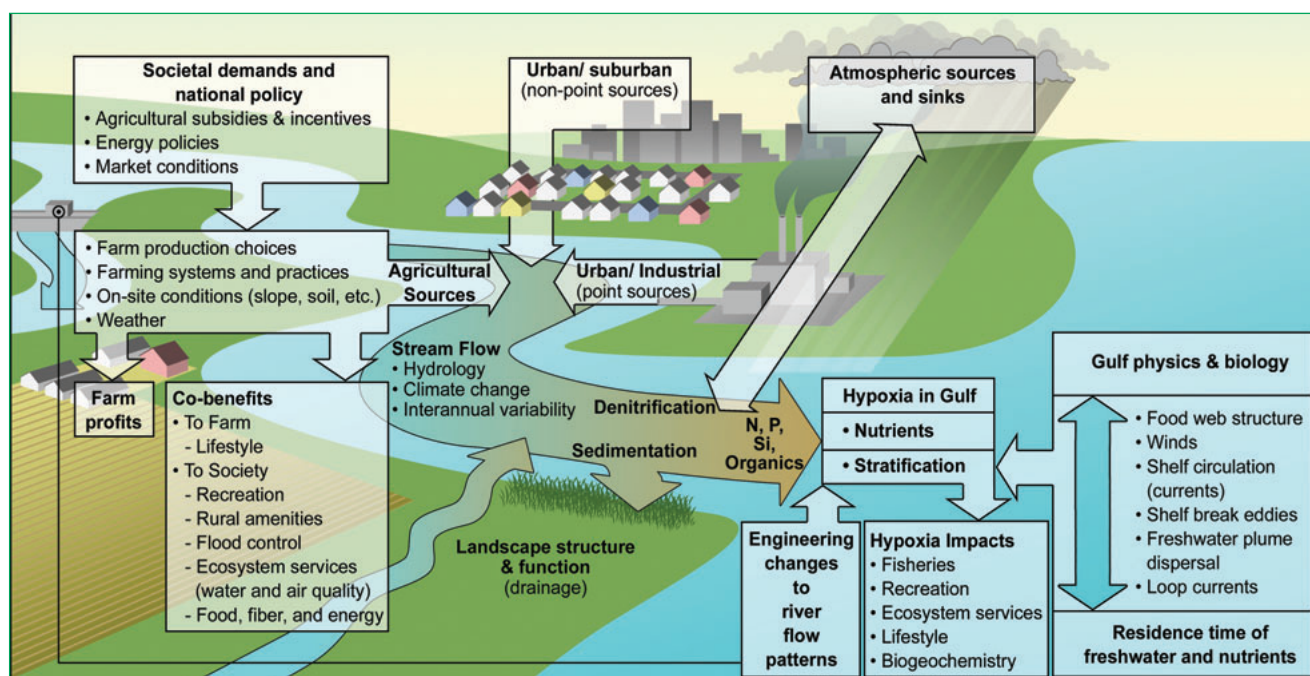 Societal demands and
national policy
• Agricultural subsidies & incentives
• Energy policies
• Market conditions
Urban/ suburban
(non-point sources)
Atmospheric sources
and sinks
• Farm production choices
• Farming systems and practices
• On-site conditions (slope, soil, etc.)
• Weather
Agricultural
Sources
Urban/ Industrial
(point sources)
Farm
profits
Co-benefits
• To Farm
- Lifestyle
• To Society
- Recreation
- Rural amenities
- Flood control
- Ecosystem services
(water and air quality)
- Food, fiber, and energy
Stream Flow
• Hydrology
• Climate change
• Interannual variability
Denitrification
Sedimentation
N, P,
Si,
Organics
Landscape structure
& function
(drainage)
Hypoxia in Gulf
• Nutrients
• Stratification
Engineering
changes
to
river
flow
patterns
Hypoxia Impacts
• Fisheries
• Recreation
• Ecosystem services
• Lifestyle
• Biogeochemistry
Gulf physics & biology
• Food web structure
• Winds
• Shelf circulation
(currents)
• Shelf break eddies
• Freshwater plume
dispersal
• Loop currents
Residence time of
freshwater and nutrients